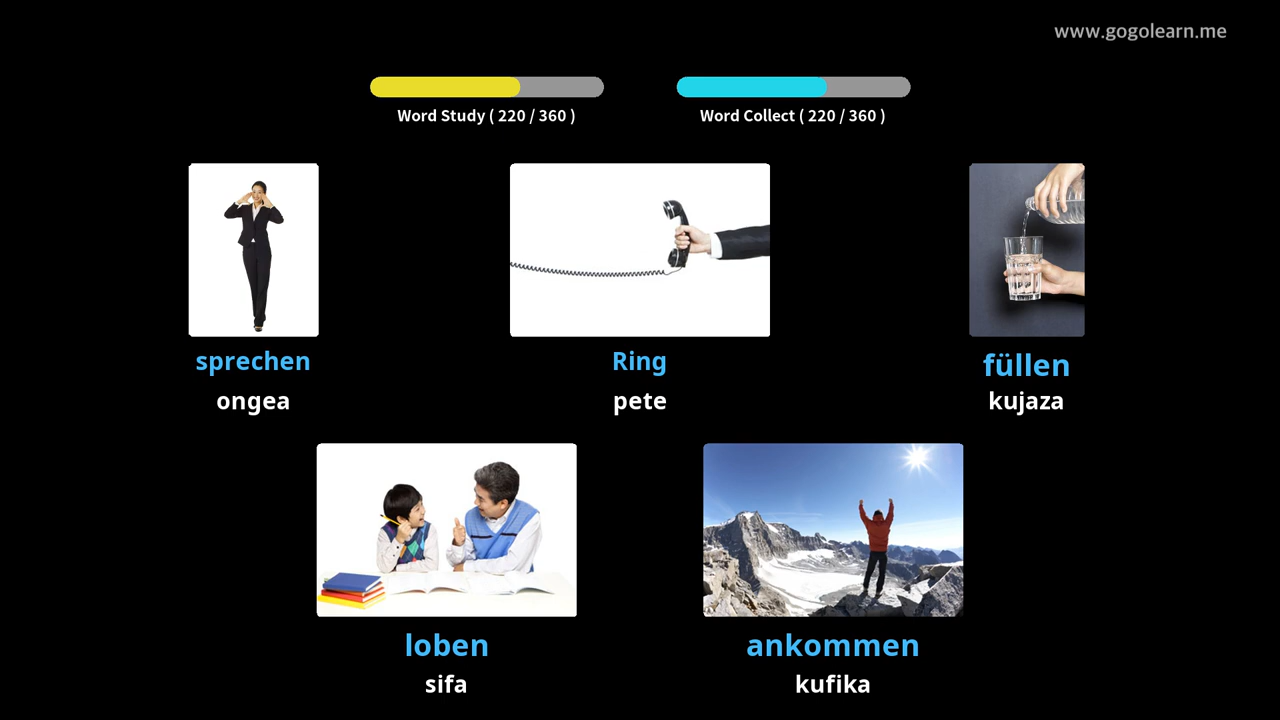 www.gogolearn.me
Word Study ( 220 / 360 )
Word Collect ( 220 / 360 )
sprechen
ongea
Ring
pete
füllen
kujaza
loben
sifa
ankommen
kufika